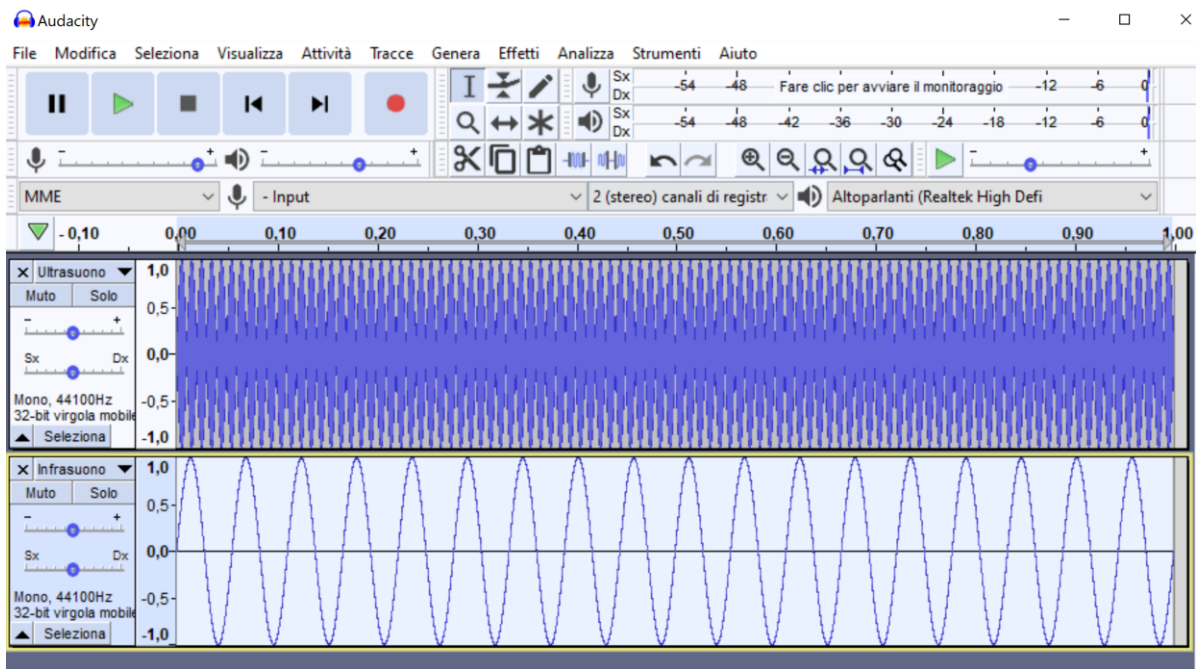 Audacity
File Modifica Seleziona Visualizza Attività Tracce Genera Effetti Analizza Strumenti Aiuto
Sx
Dx
-54 -48 Fare clic per avviare il monitoraggio -12 -6 0
Sx
Dx
-54 -48 -42 -36 -30 -24 -18 -12 -6 0
- + - + - +
MME - Input 2 (stereo) canali di registr Altoparlanti (Realtek High Defi
- 0,10 0,00 0,10 0,20 0,30 0,40 0,50 0,60 0,70 0,80 0,90 1,00
Ultrasuono 1,0
Muto Solo
0,5
- +
Sx Dx 0,0
Mono, 44100Hz -0,5
32-bit virgola mobile
Seleziona -1,0
Infrasuono 1,0
Muto Solo
0,5
- +
Sx Dx 0,0
Mono, 44100Hz -0,5
32-bit virgola mobile
Seleziona -1,0